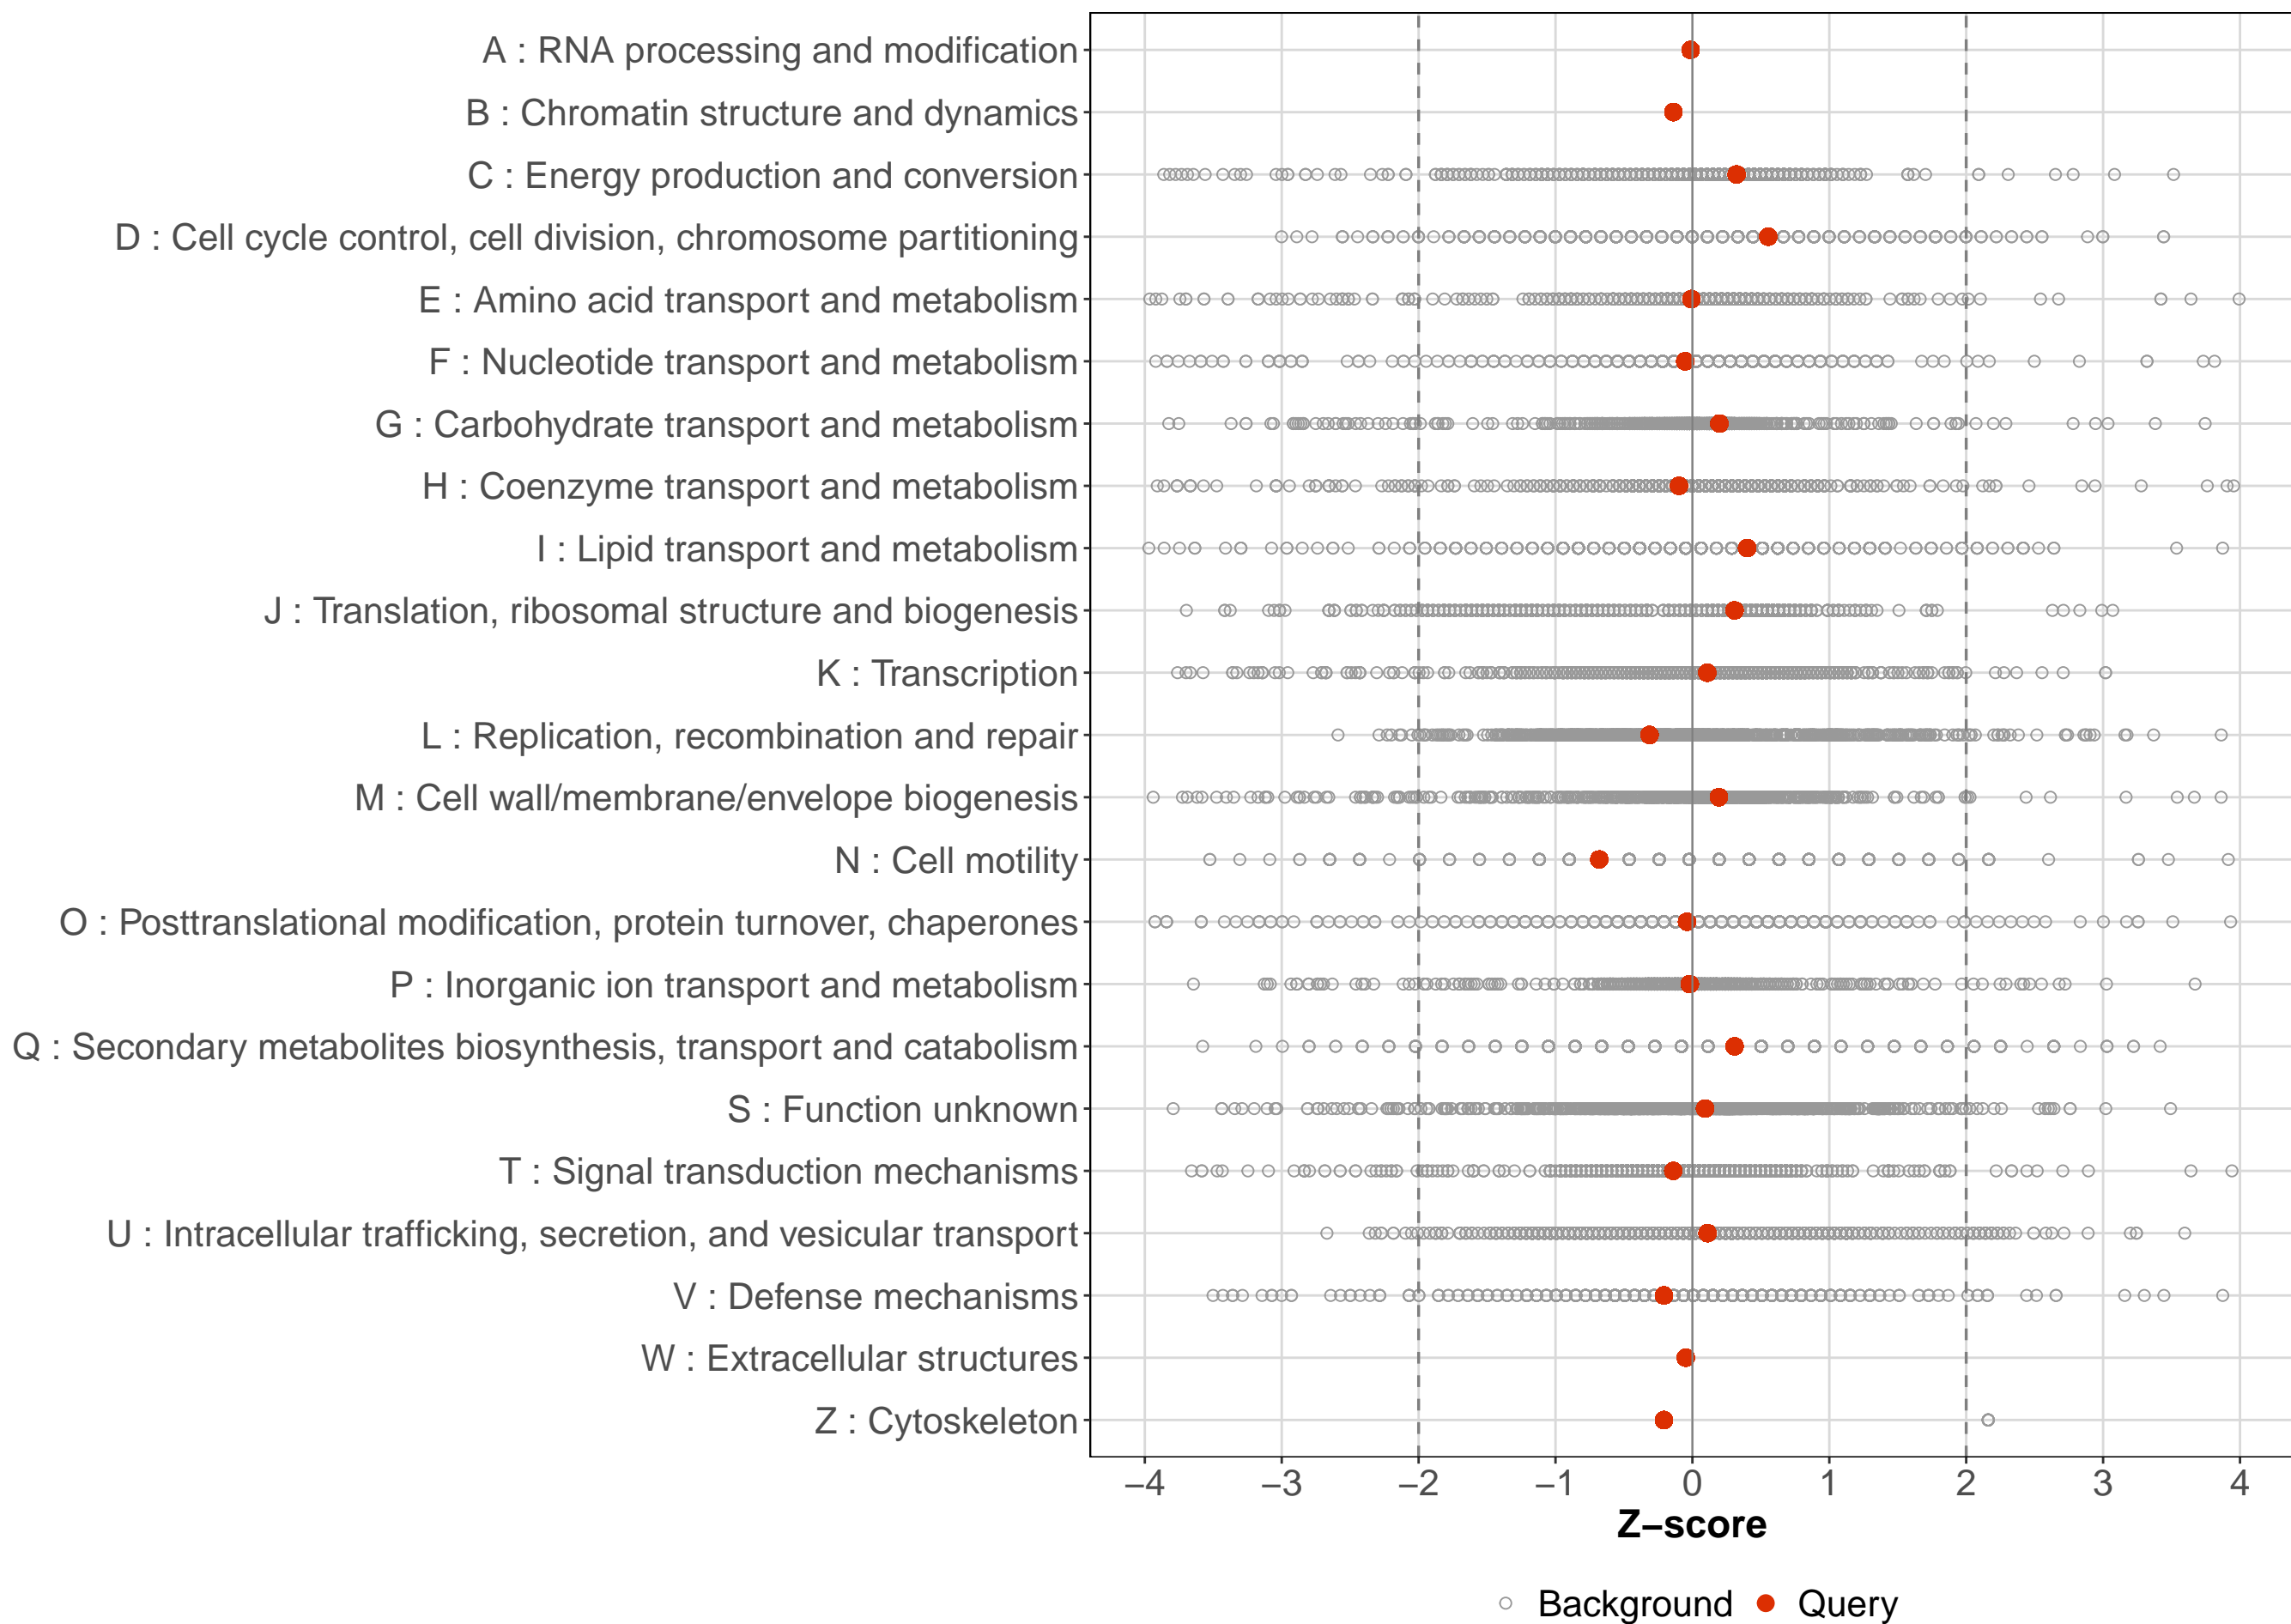 A : RNA processing and modification
B : Chromatin structure and dynamics
C : Energy production and conversion
D : Cell cycle control, cell division, chromosome partitioning
E : Amino acid transport and metabolism
F : Nucleotide transport and metabolism
G : Carbohydrate transport and metabolism
H : Coenzyme transport and metabolism
I : Lipid transport and metabolism
J : Translation, ribosomal structure and biogenesis
K : Transcription
L : Replication, recombination and repair
M : Cell wall/membrane/envelope biogenesis
N : Cell motility
O : Posttranslational modification, protein turnover, chaperones
P : Inorganic ion transport and metabolism
Q : Secondary metabolites biosynthesis, transport and catabolism
S : Function unknown
T : Signal transduction mechanisms
U : Intracellular trafficking, secretion, and vesicular transport
V : Defense mechanisms
W : Extracellular structures
Z : Cytoskeleton
−4 −3 −2 −1 0 1 2 3 4
Z−score
Background Query